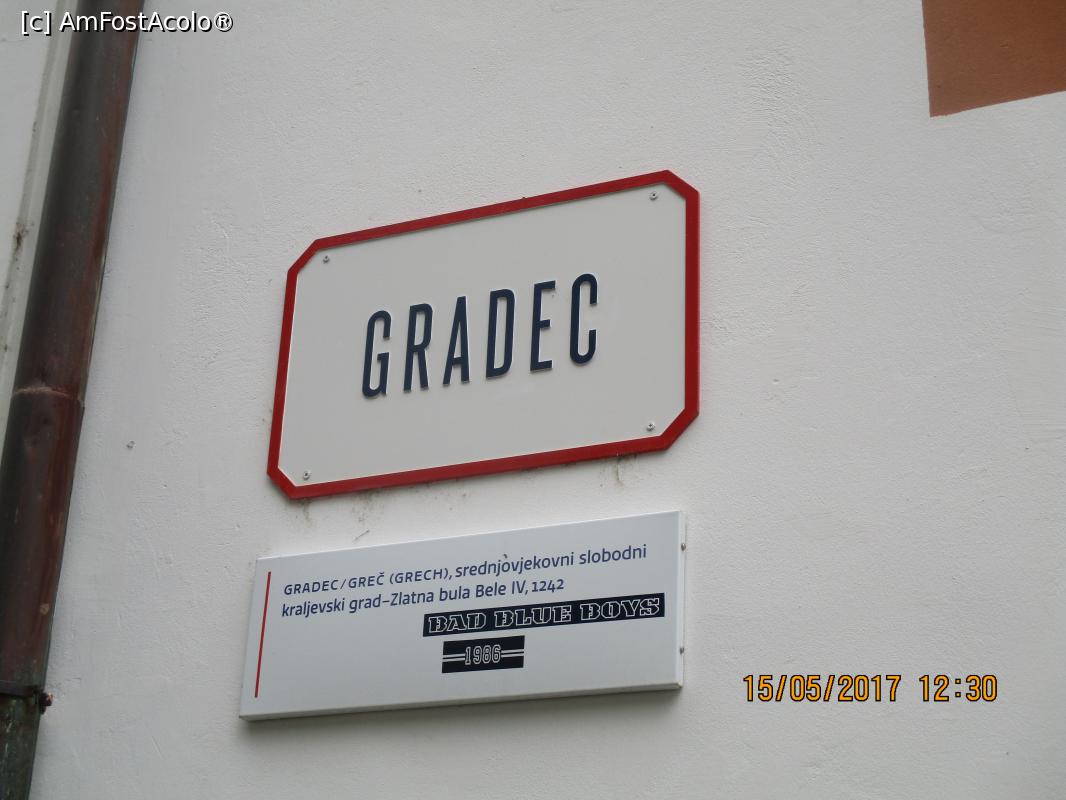 [c] AmFostAcolo®
GRADEC
GRADEC/GREČ (GRECH), srednjovjekovni slobodni
kraljevski grad–Zlatna bula Bele IV, 1242
BAD BLUE BOYS
1986
15/05/2017 12:30